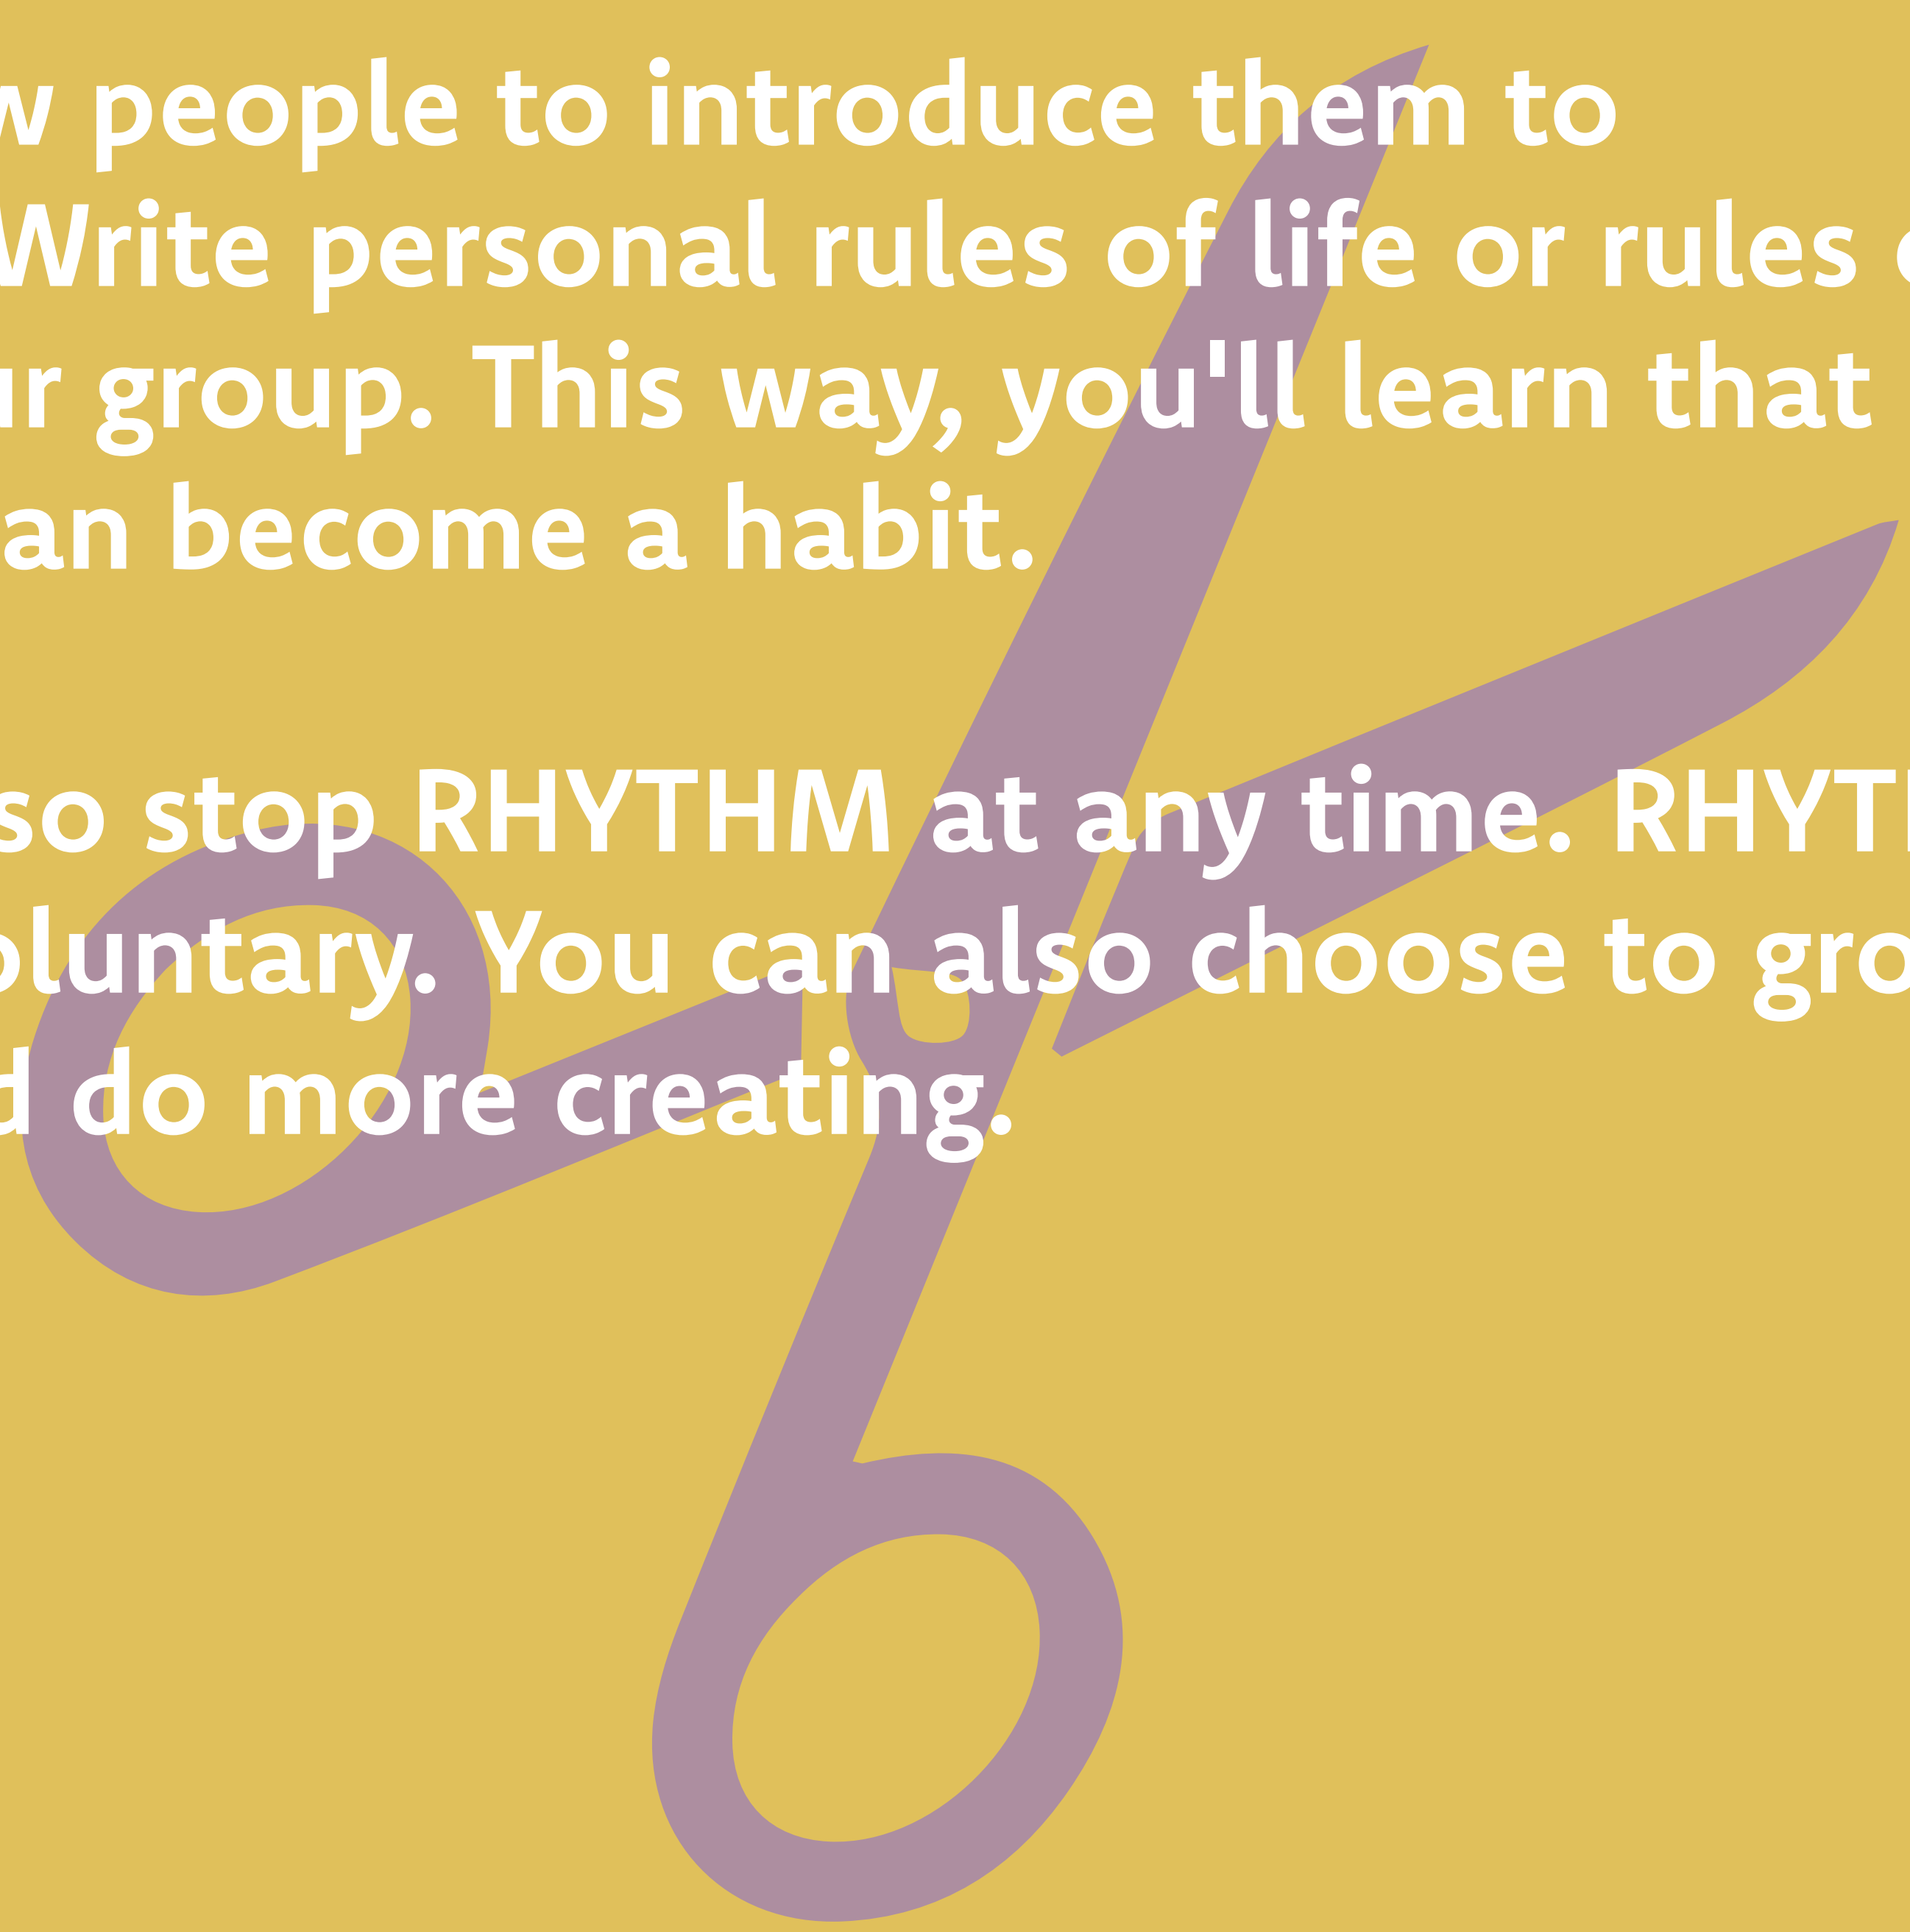 w people to introduce them to
Write personal rules of life or rules
r group. This way, you'll learn that
an become a habit.
so stop RHYTHM at any time. RHYT
luntary. You can also choose to gro
d do more creating.